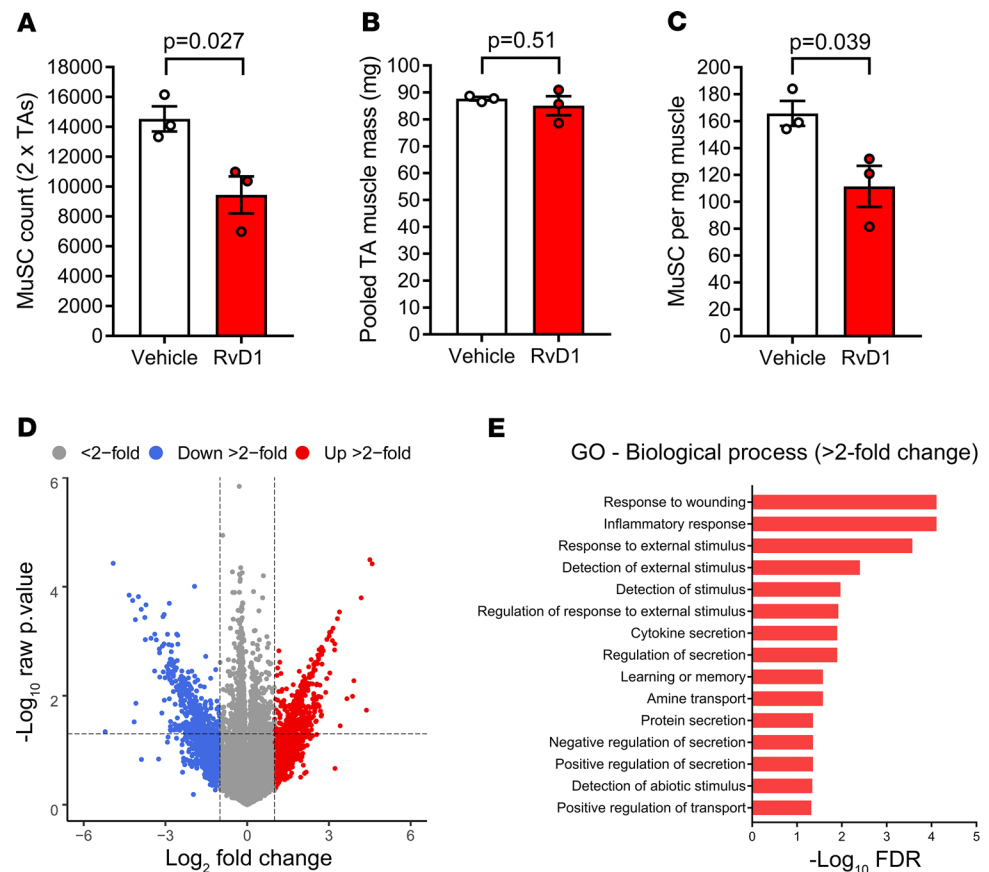 A
p=0.027
MuSC count (2 x TAs)
18000
16000
14000
12000
10000
8000
6000
4000
2000
0
Vehicle RvD1
B
p=0.51
Pooled TA muscle mass (mg)
100
90
80
70
60
50
40
30
20
10
0
Vehicle RvD1
C
p=0.039
MuSC per mg muscle
200
180
160
140
120
100
80
60
40
20
0
Vehicle RvD1
D
<2−fold Down >2−fold Up >2−fold
-Log10 raw p.value
6
4
2
0
−6 −3 0 3 6
Log2 fold change
E
GO - Biological process (>2-fold change)
Response to wounding
Inflammatory response
Response to external stimulus
Detection of external stimulus
Detection of stimulus
Regulation of response to external stimulus
Cytokine secretion
Regulation of secretion
Learning or memory
Amine transport
Protein secretion
Negative regulation of secretion
Positive regulation of secretion
Detection of abiotic stimulus
Positive regulation of transport
0 1 2 3 4 5
-Log10 FDR